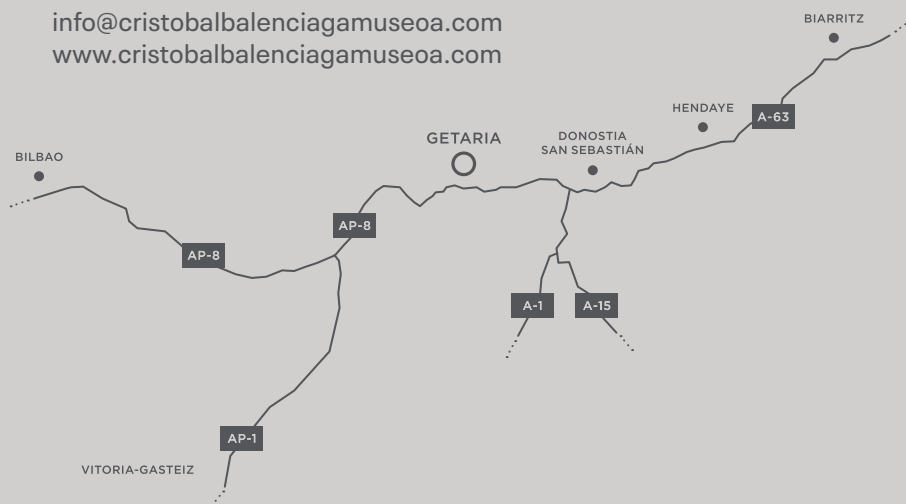 info@cristobalbalenciagamuseoa.com
www.cristobalbalenciagamuseoa.com
BIARRITZ
HENDAYE
A-63
GETARIA
DONOSTIA
SAN SEBASTIÁN
BILBAO
AP-8
AP-8
A-1
A-15
AP-1
VITORIA-GASTEIZ